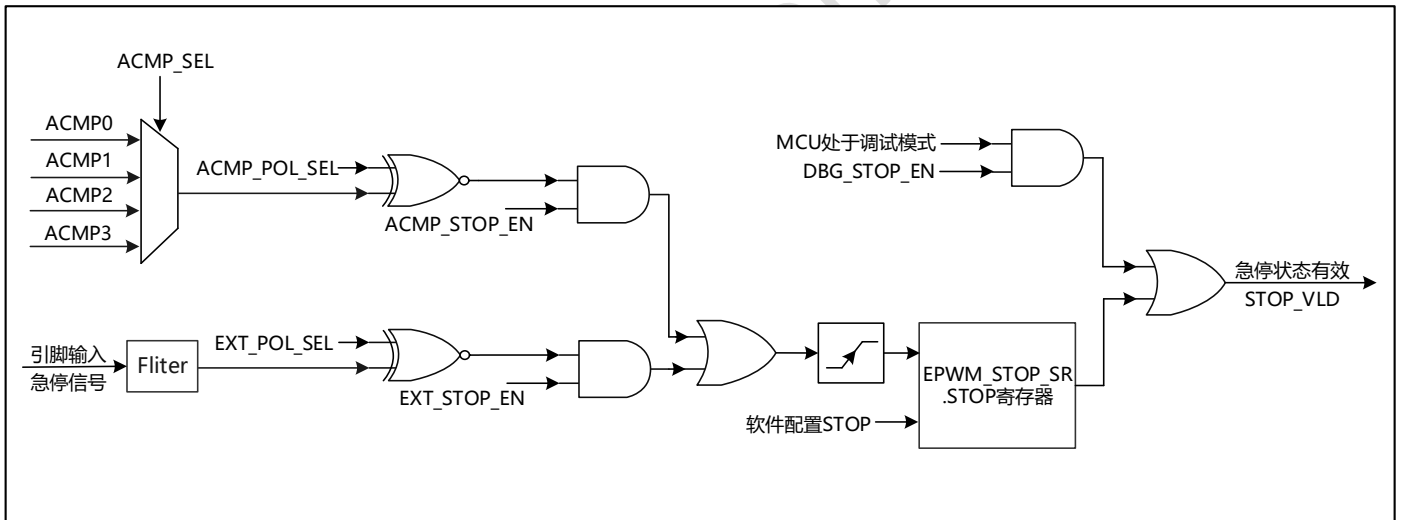 ACMP_SEL
ACMP0
ACMP1
ACMP2
ACMP3
ACMP_POL_SEL
ACMP_STOP_EN
MCU处于调试模式
DBG_STOP_EN
急停状态有效
STOP_VLD
引脚输入
急停信号
Fliter
EXT_POL_SEL
EXT_STOP_EN
EPWM_STOP_SR
.STOP寄存器
软件配置STOP